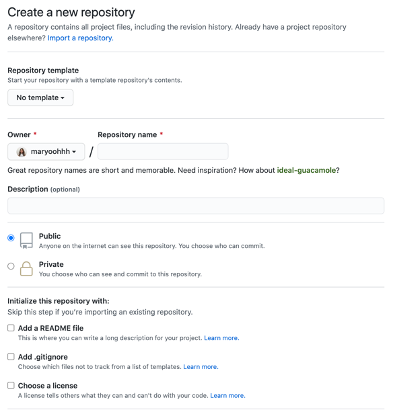 Create a new repository
A repository contains all project files, including the revision history. Already have a project repository
elsewhere? Import a repository.
Repository template
Start your repository with a template repository's contents.
No template
Owner * Repository name *
maryoohhh /
Great repository names are short and memorable. Need inspiration? How about ideal-guacamole?
Description (optional)
Public
Anyone on the internet can see this repository. You choose who can commit.
Private
You choose who can see and commit to this repository.
Initialize this repository with:
Skip this step if you're importing an existing repository.
Add a README file
This is where you can write a long description for your project. Learn more.
Add .gitignore
Choose which files not to track from a list of templates. Learn more.
Choose a license
A license tells others what they can and can't do with your code. Learn more.